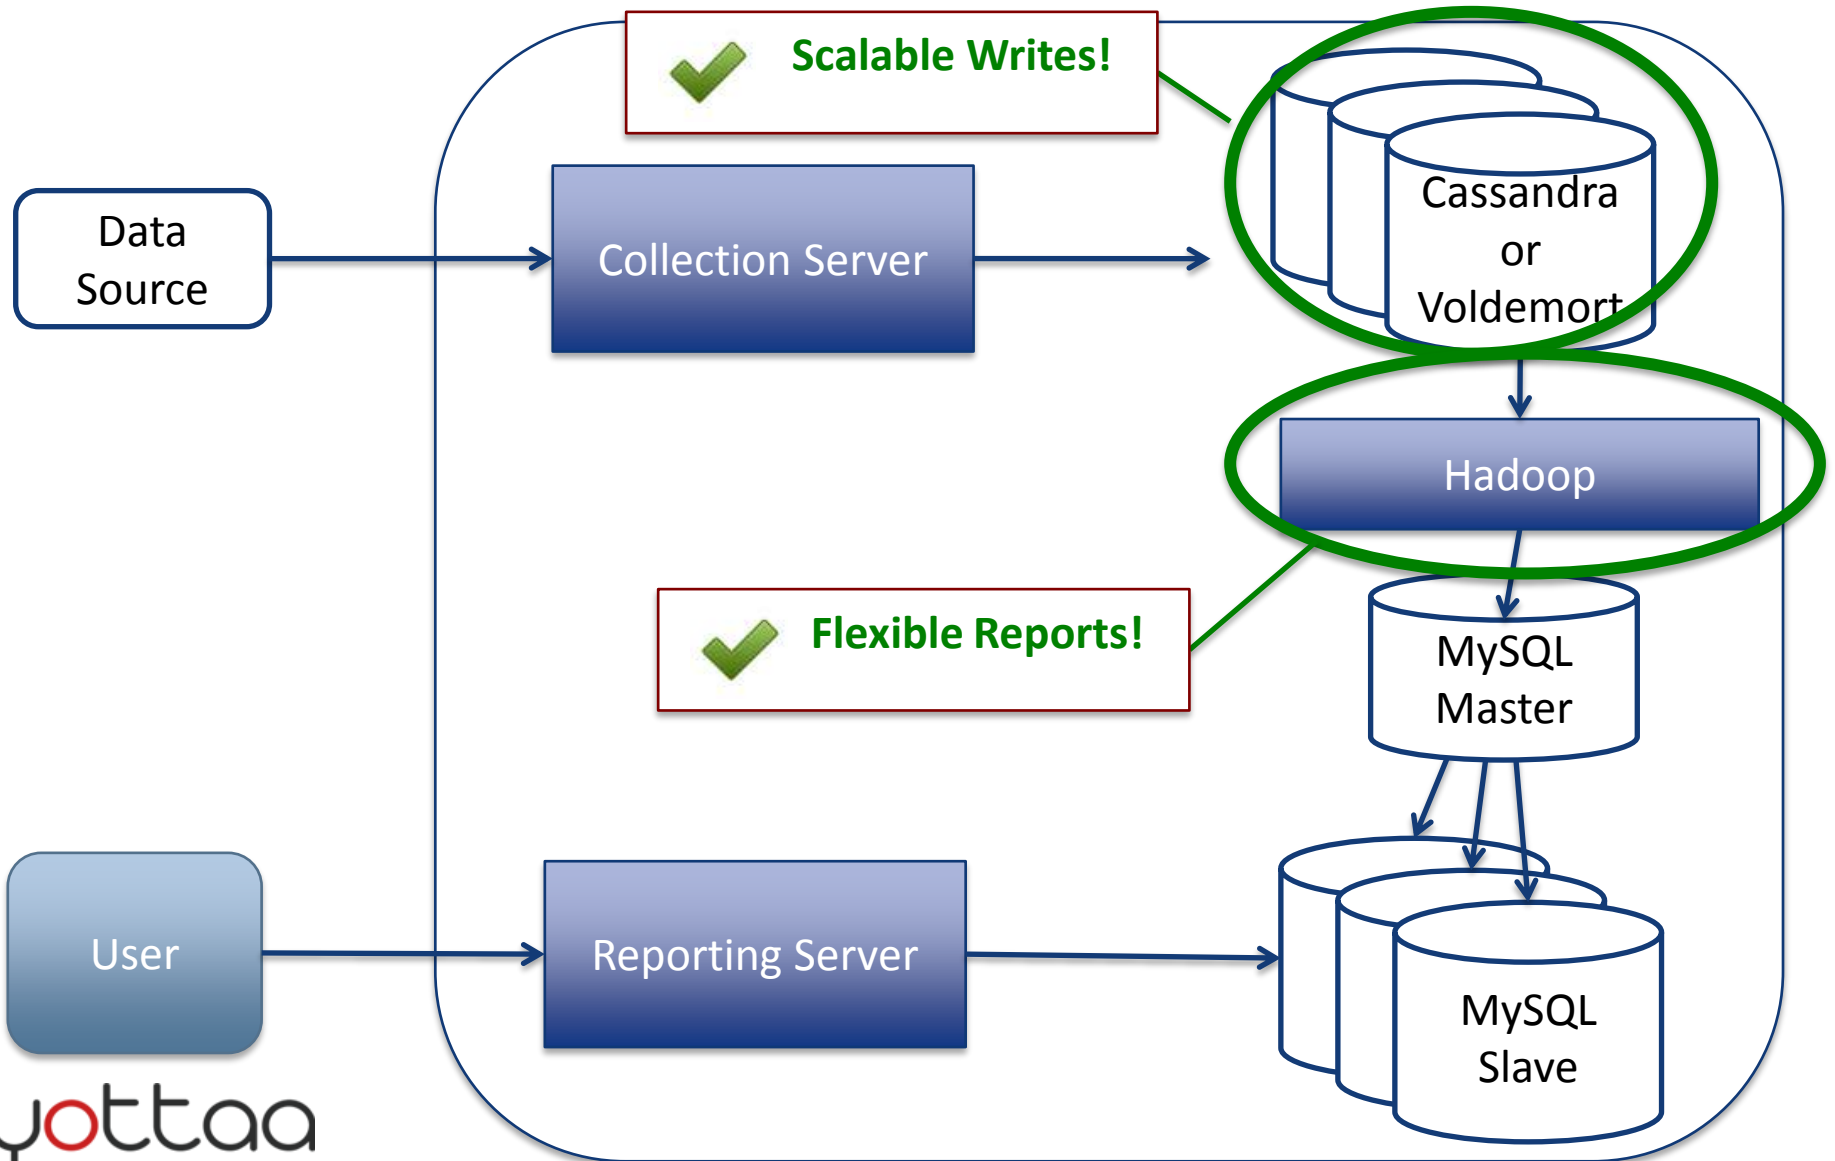 Scalable Writes!
Data
Source
Collection Server
Cassandra
or
Voldemort
Hadoop
Flexible Reports!
MySQL
Master
User
Reporting Server
MySQL
Slave
yottaa